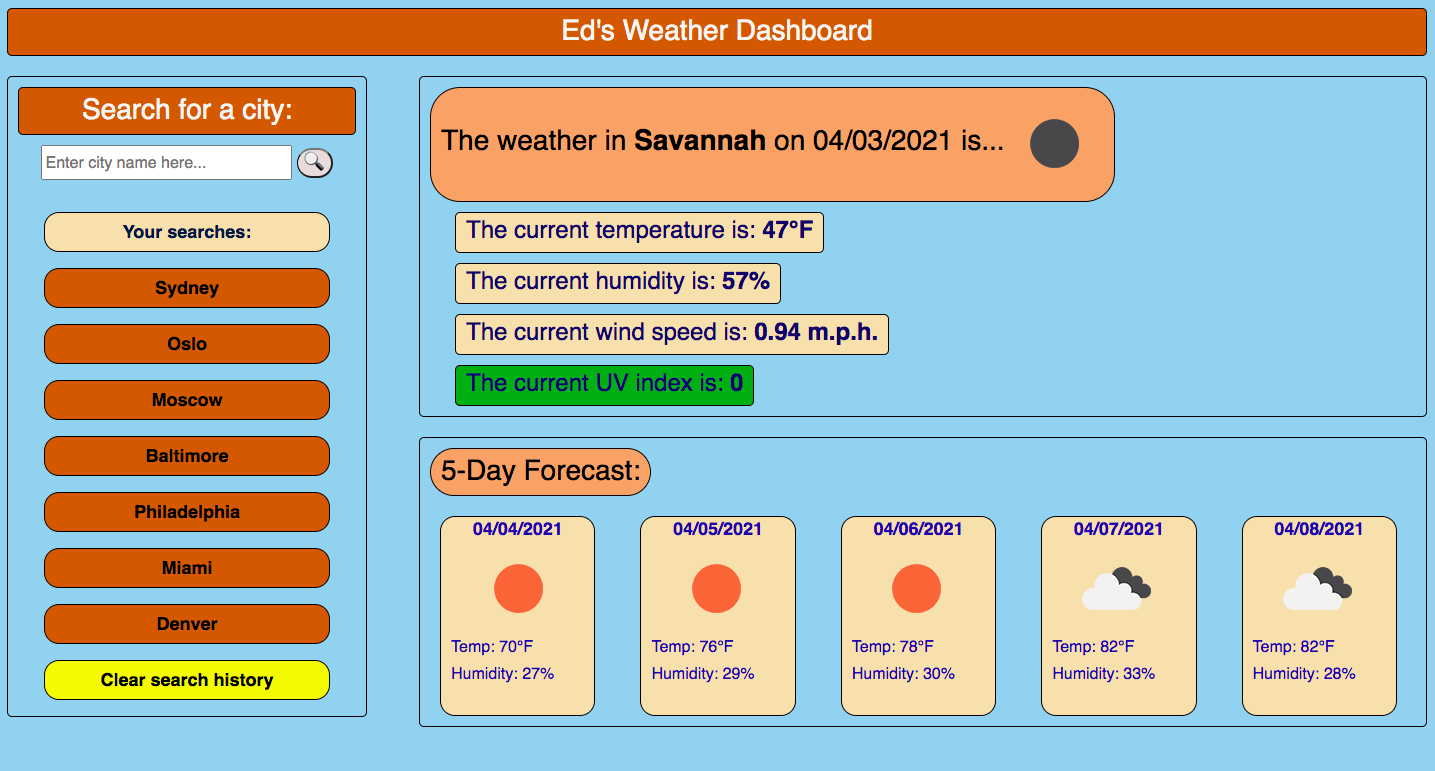 Ed's Weather Dashboard
Search for a city:
Enter city name here...
Your searches:
Sydney
Oslo
Moscow
Baltimore
Philadelphia
Miami
Denver
Clear search history
The weather in Savannah on 04/03/2021 is...
The current temperature is: 47°F
The current humidity is: 57%
The current wind speed is: 0.94 m.p.h.
The current UV index is: 0
5-Day Forecast:
04/04/2021
Temp: 70°F
Humidity: 27%
04/05/2021
Temp: 76°F
Humidity: 29%
04/06/2021
Temp: 78°F
Humidity: 30%
04/07/2021
Temp: 82°F
Humidity: 33%
04/08/2021
Temp: 82°F
Humidity: 28%